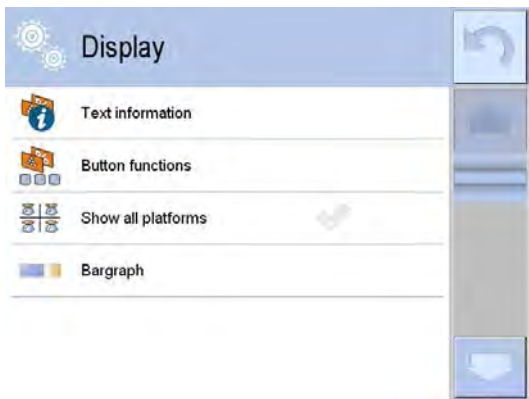 Display
Text information
Button functions
Show all platforms
Bargraph